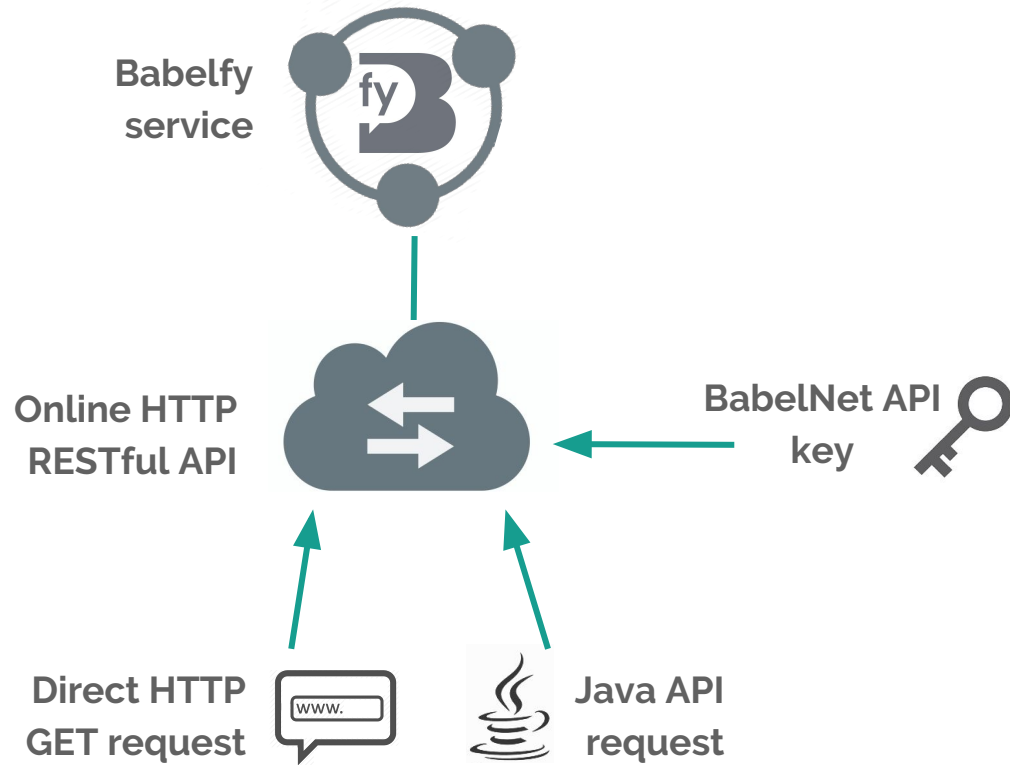 Babelfy
service
fy B
Online HTTP
RESTful API
BabelNet API
key
Direct HTTP
GET request
www.
Java API
request